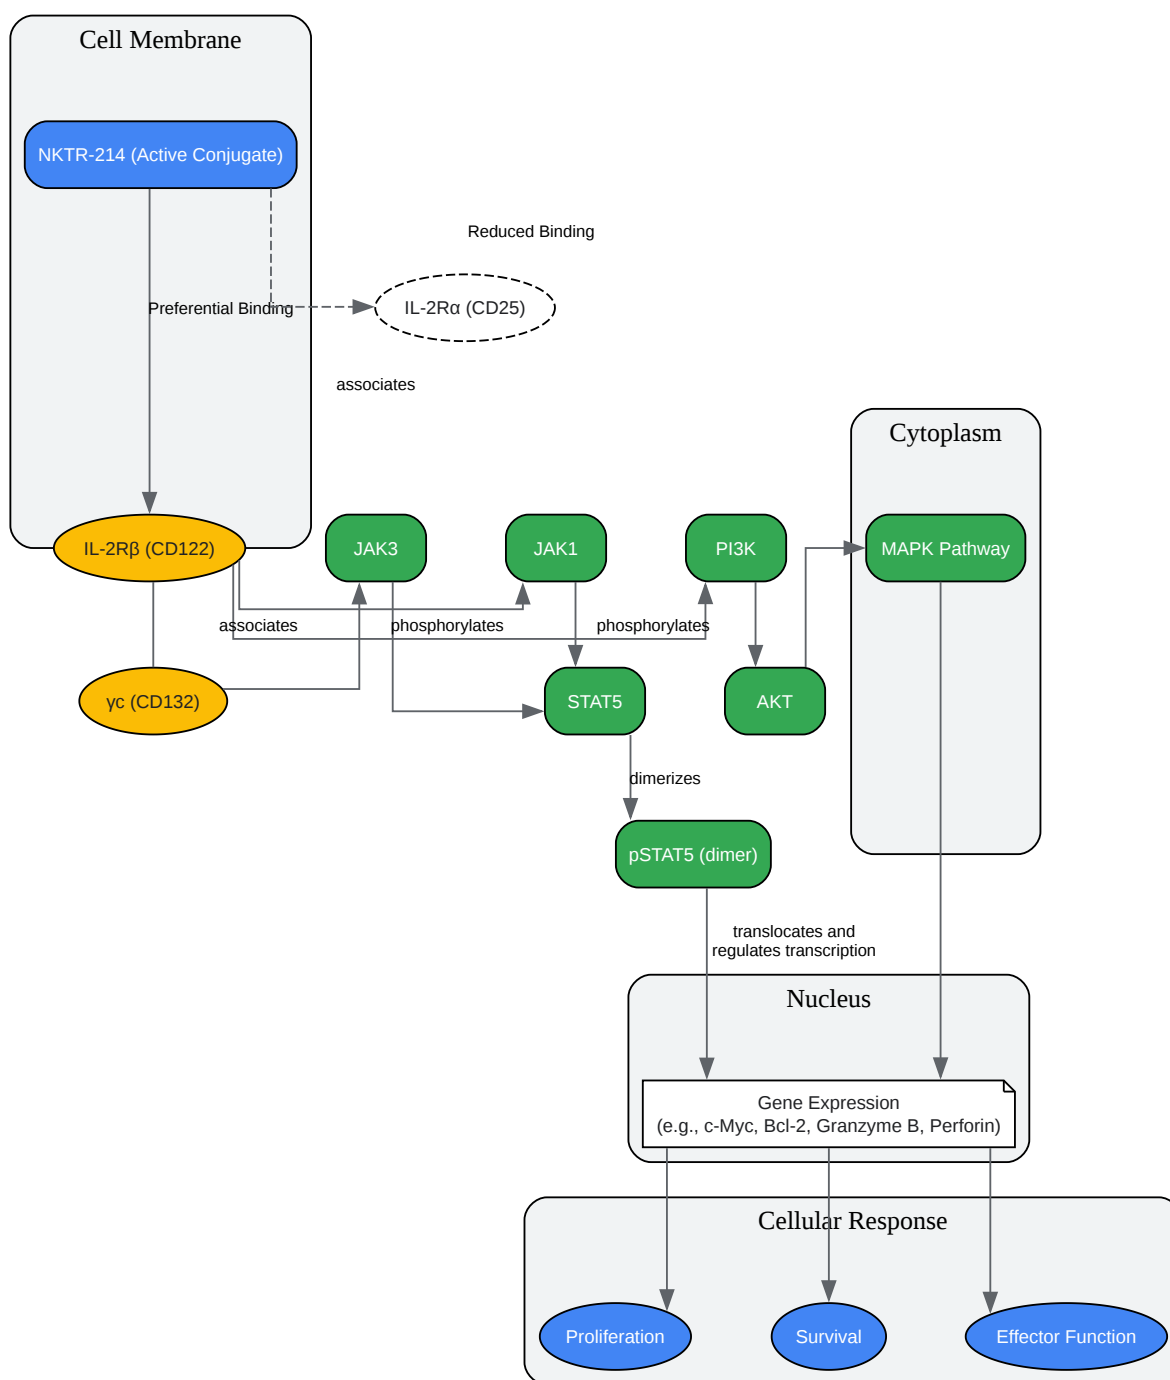 Cell Membrane
NKTR-214 (Active Conjugate)
Reduced Binding
Preferential Binding
IL-2Rα (CD25)
associates
Cytoplasm
IL-2Rβ (CD122)
JAK3
JAK1
PI3K
MAPK Pathway
associates
phosphorylates
phosphorylates
γc (CD132)
STAT5
AKT
dimerizes
pSTAT5 (dimer)
translocates and
regulates transcription
Nucleus
Gene Expression
(e.g., c-Myc, Bcl-2, Granzyme B, Perforin)
Cellular Response
Proliferation
Survival
Effector Function